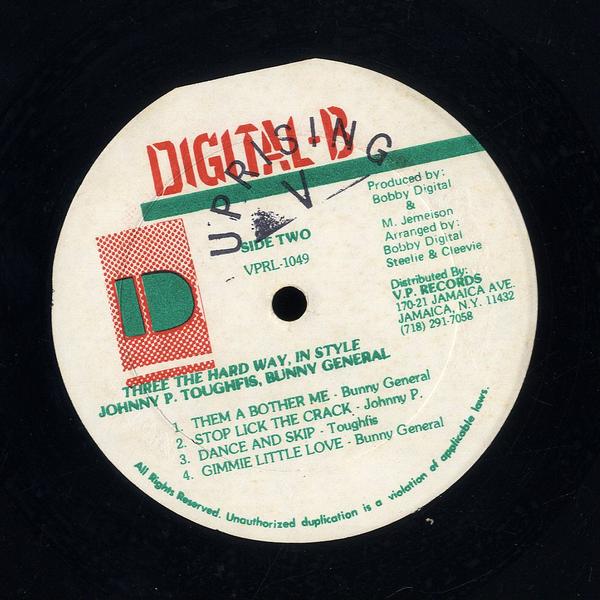 DIGITAL-B
UPRISING
V
Produced by:
Bobby Digital
&
M. Jemeison
Arranged by:
Bobby Digital
Steelie & Cleevie
SIDE TWO
VPRL-1049
Distributed By:
V.P. RECORDS
170-21 JAMAICA AVE.
JAMAICA, N.Y. 11432
(718) 291-7058
D
THREE THE HARD WAY, IN STYLE
JOHNNY P. TOUGHFIS, BUNNY GENERAL
1. THEM A BOTHER ME - Bunny General
2. STOP LICK THE CRACK - Johnny P.
3. DANCE AND SKIP - Toughfis
4. GIMMIE LITTLE LOVE - Bunny General
All Rights Reserved. Unauthorized duplication is a violation of applicable laws.